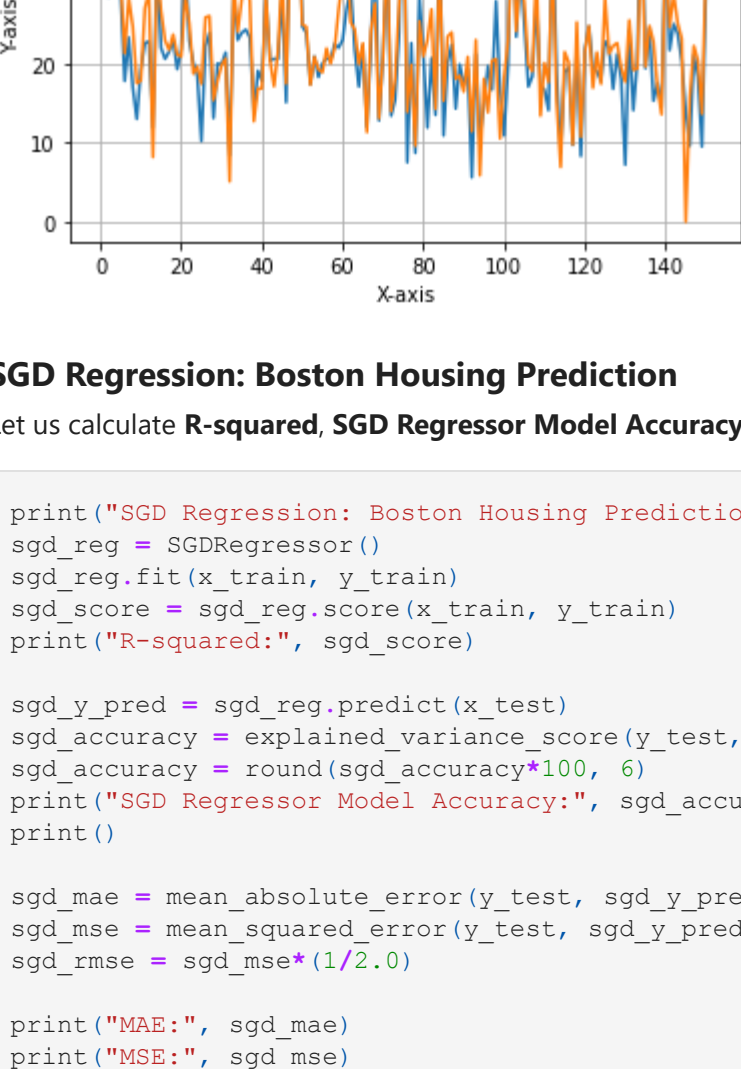 Y-axis
20
10
0
0 20 40 60 80 100 120 140
X-axis
SGD Regression: Boston Housing Prediction
Let us calculate R-squared, SGD Regressor Model Accuracy
print("SGD Regression: Boston Housing Predictio
sgd_reg = SGDRegressor()
sgd_reg.fit(x_train, y_train)
sgd_score = sgd_reg.score(x_train, y_train)
print("R-squared:", sgd_score)
sgd_y_pred = sgd_reg.predict(x_test)
sgd_accuracy = explained_variance_score(y_test,
sgd_accuracy = round(sgd_accuracy*100, 6)
print("SGD Regressor Model Accuracy:", sgd_accu
print()
sgd_mae = mean_absolute_error(y_test, sgd_y_pre
sgd_mse = mean_squared_error(y_test, sgd_y_pred
sgd_rmse = sgd_mse*(1/2.0)
print("MAE:", sgd_mae)
print("MSE:", sgd_mse)